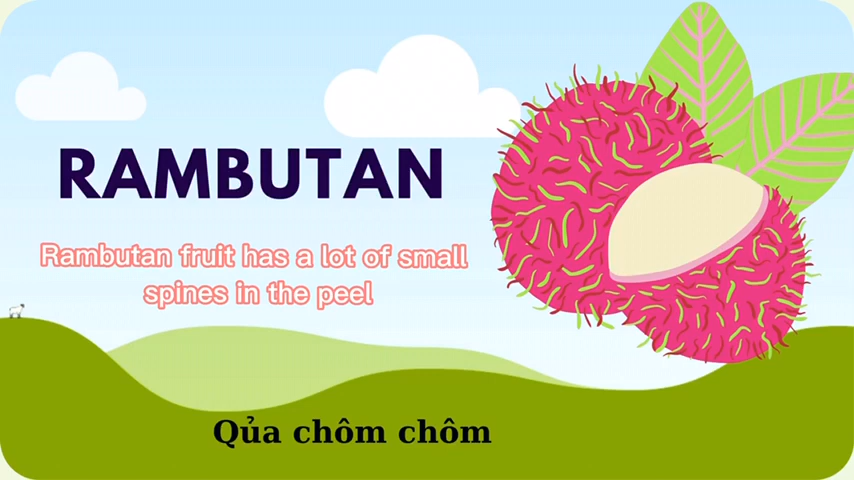 RAMBUTAN
Rambutan fruit has a lot of small
spines in the peel
Qủa chôm chôm